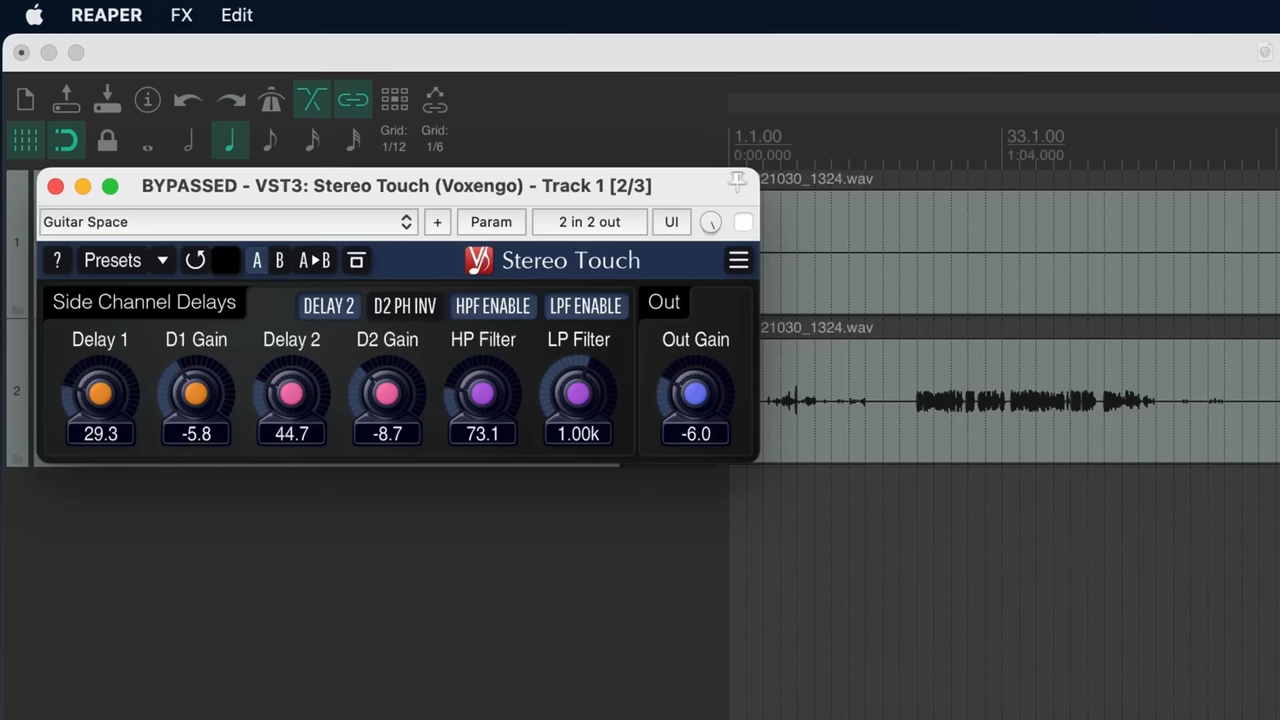 REAPER FX Edit
Grid: Grid:
1/12 1/6
1.1.00 33.1.00
0:00.000 1:04.000
BYPASSED - VST3: Stereo Touch (Voxengo) - Track 1 [2/3]
21030_1324.wav
Guitar Space + Param 2 in 2 out UI
1
? Presets A B A▸B Stereo Touch
Side Channel Delays DELAY 2 D2 PH INV HPF ENABLE LPF ENABLE Out
21030_1324.wav
Delay 1 D1 Gain Delay 2 D2 Gain HP Filter LP Filter Out Gain
2
29.3 -5.8 44.7 -8.7 73.1 1.00k -6.0